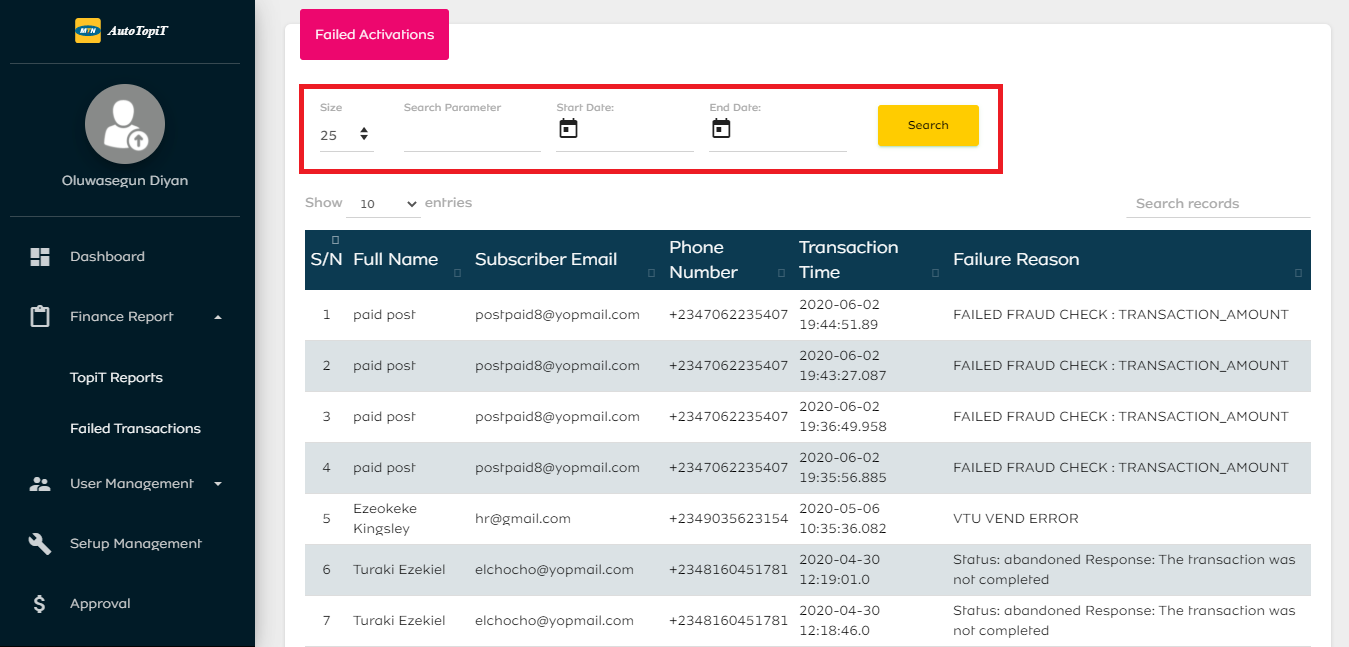 MTN AutoTopiT
Oluwasegun Diyan
Dashboard
Finance Report
TopiT Reports
Failed Transactions
User Management
Setup Management
Approval
Failed Activations
Size Search Parameter Start Date: End Date:
25 Search
Show 10 entries Search records
S/N Full Name Subscriber Email Phone Number Transaction Time Failure Reason
1 paid post postpaid8@yopmail.com +2347062235407 2020-06-02 19:44:51.89 FAILED FRAUD CHECK : TRANSACTION_AMOUNT
2 paid post postpaid8@yopmail.com +2347062235407 2020-06-02 19:43:27.087 FAILED FRAUD CHECK : TRANSACTION_AMOUNT
3 paid post postpaid8@yopmail.com +2347062235407 2020-06-02 19:36:49.958 FAILED FRAUD CHECK : TRANSACTION_AMOUNT
4 paid post postpaid8@yopmail.com +2347062235407 2020-06-02 19:35:56.885 FAILED FRAUD CHECK : TRANSACTION_AMOUNT
5 Ezeokeke Kingsley hr@gmail.com +2349035623154 2020-05-06 10:35:36.082 VTU VEND ERROR
6 Turaki Ezekiel elchocho@yopmail.com +2348160451781 2020-04-30 12:19:01.0 Status: abandoned Response: The transaction was not completed
7 Turaki Ezekiel elchocho@yopmail.com +2348160451781 2020-04-30 12:18:46.0 Status: abandoned Response: The transaction was not completed